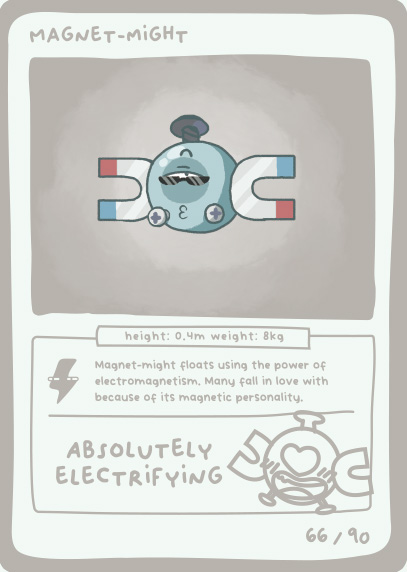 MAGNET-MiGHT
height: 0.4m weight: 8kg
Magnet-might floats using the power of
electromagnetism. Many fall in love with
because of its magnetic personality.
ABSOLUTELY
ELECTRiFYiNG
66 / 90